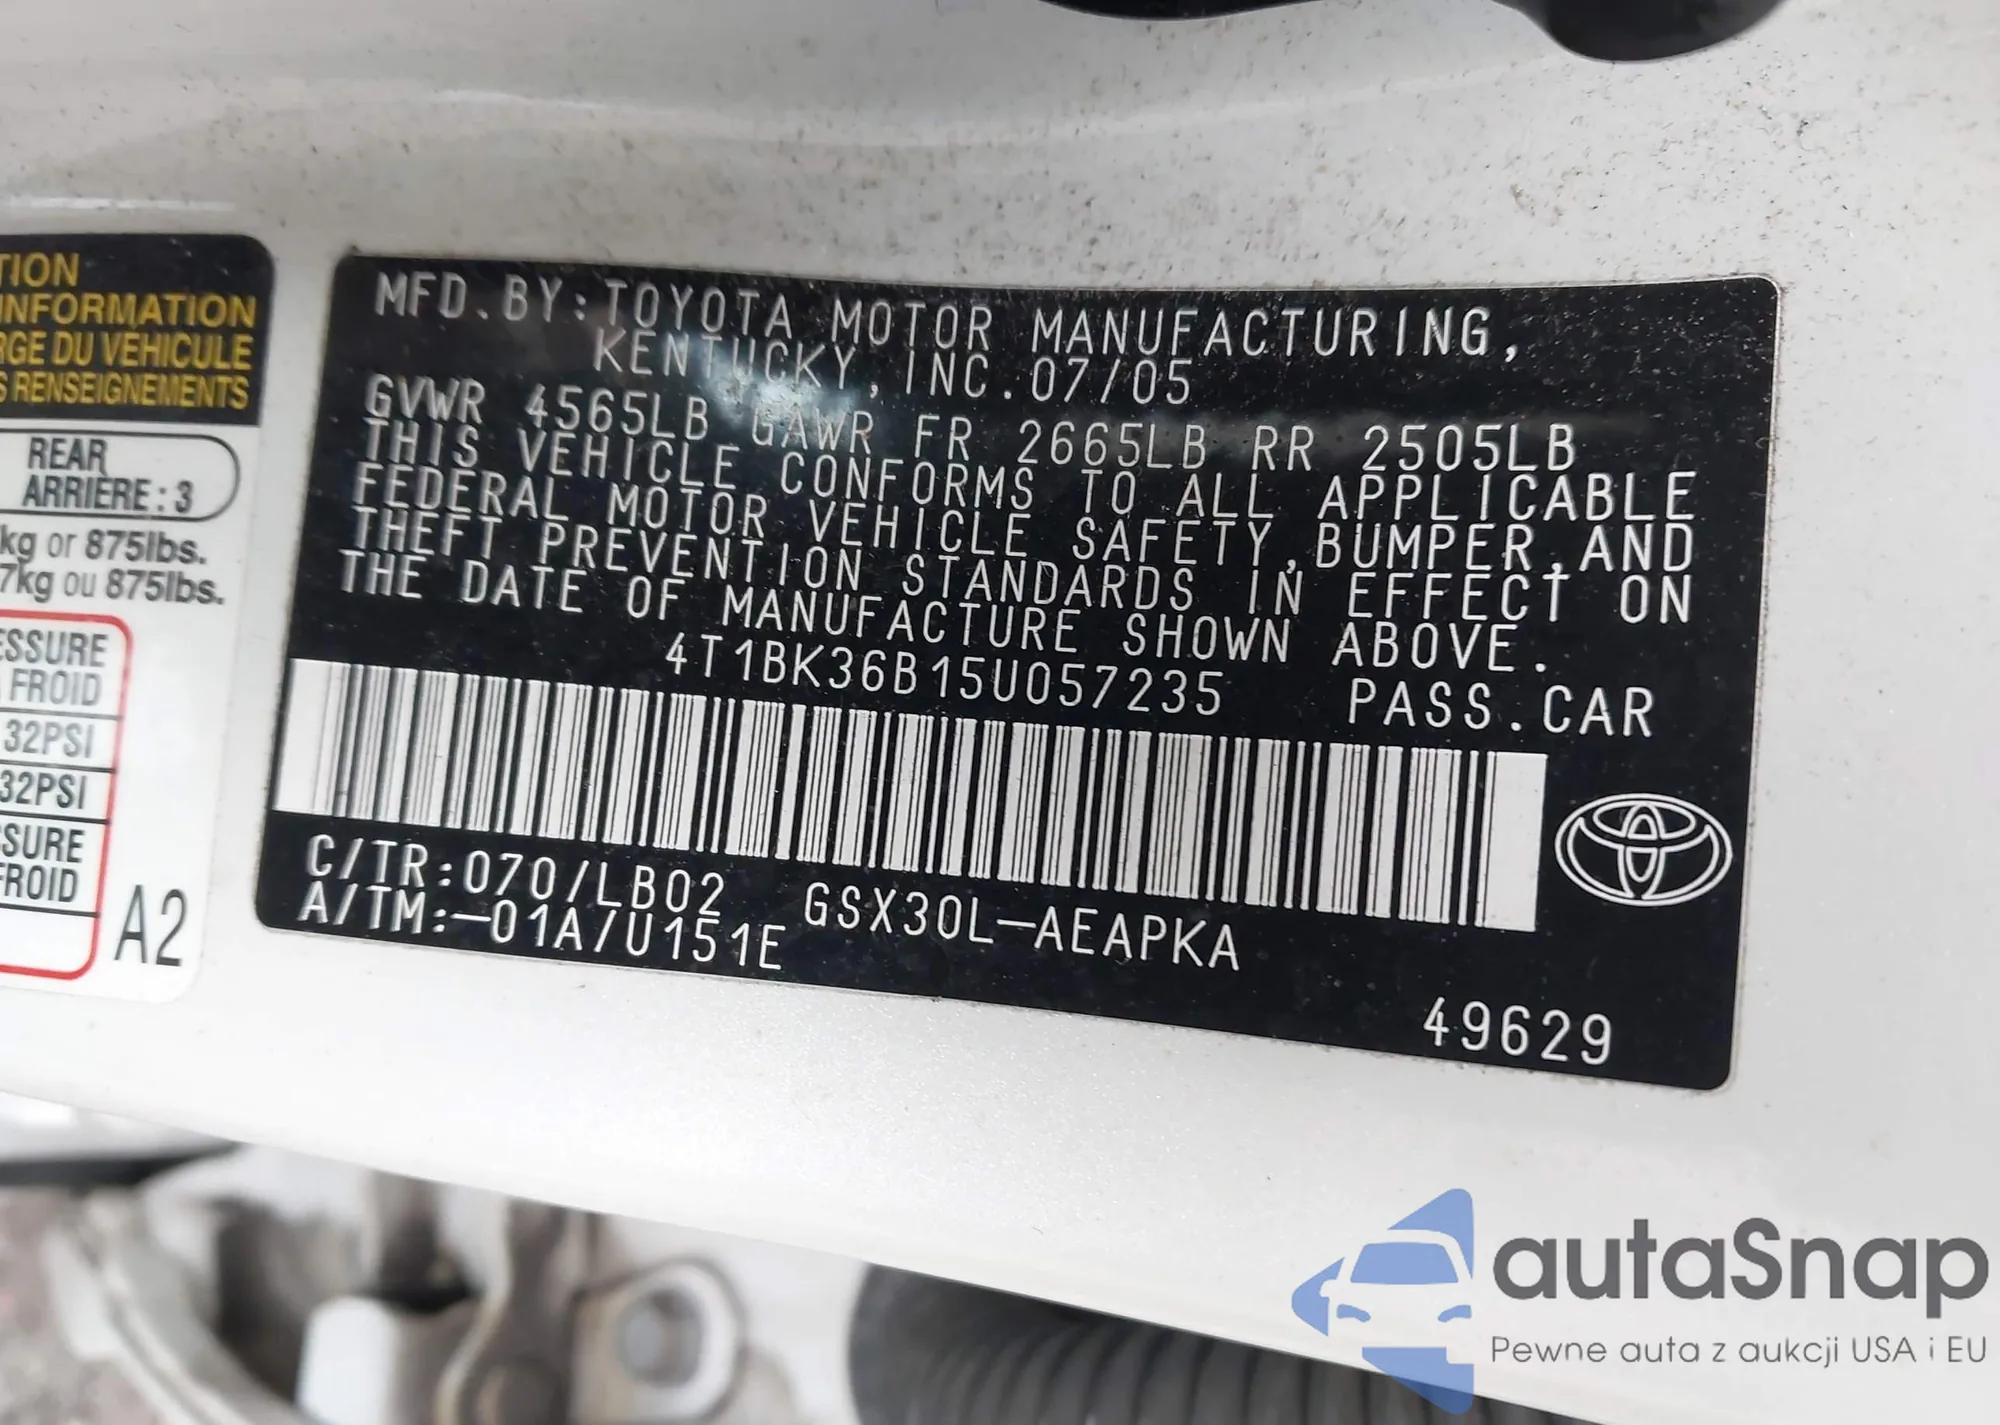 TION
INFORMATION
RGE DU VÉHICULE
S RENSEIGNEMENTS
REAR
ARRIÈRE : 3
kg or 875lbs.
7kg ou 875lbs.
ESSURE
FROID
32PSI
32PSI
SURE
FROID
A2
MFD. BY: TOYOTA MOTOR MANUFACTURING,
KENTUCKY, INC. 07/05
GVWR 4565LB GAWR FR 2665LB RR 2505LB
THIS VEHICLE CONFORMS TO ALL APPLICABLE
FEDERAL MOTOR VEHICLE SAFETY, BUMPER, AND
THEFT PREVENTION STANDARDS IN EFFECT ON
THE DATE OF MANUFACTURE SHOWN ABOVE.
4T1BK36B15U057235 PASS. CAR
C/TR: 070/LB02 GSX30L-AEAPKA
A/TM: -01A/U151E
49629
autaSnap
Pewne auta z aukcji USA i EU